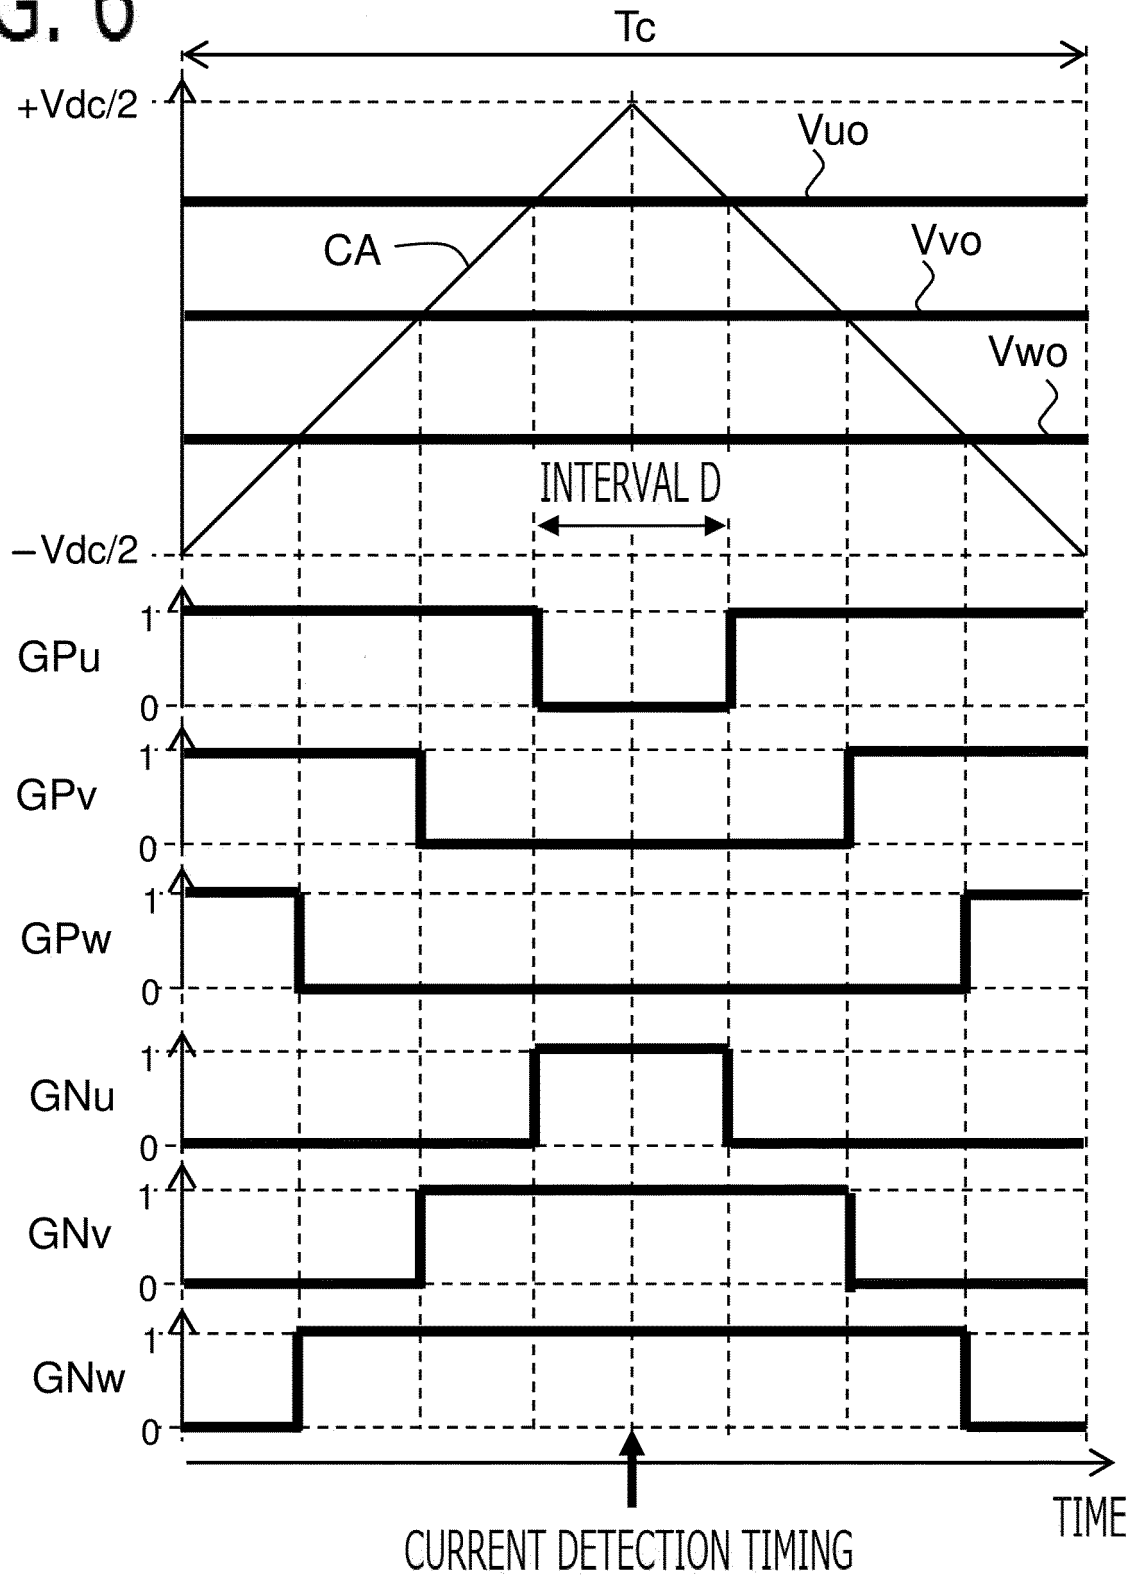 G. 6
Tc
+Vdc/2
Vuo
CA
Vvo
Vwo
INTERVAL D
−Vdc/2
1
GPu
0
1
GPv
0
1
GPw
0
1
GNu
0
1
GNv
0
1
GNw
0
TIME
CURRENT DETECTION TIMING